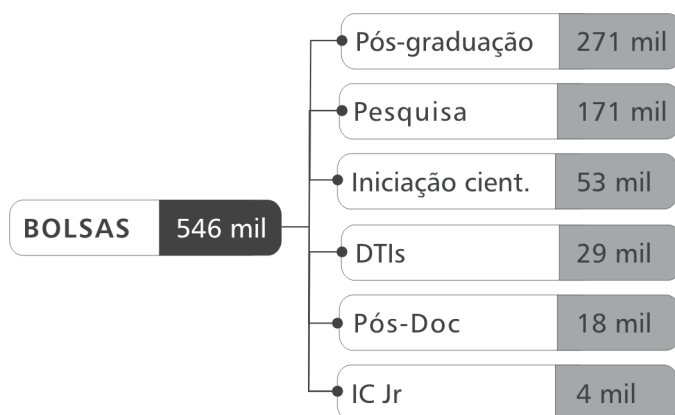 BOLSAS 546 mil
Pós-graduação 271 mil
Pesquisa 171 mil
Iniciação cient. 53 mil
DTIs 29 mil
Pós-Doc 18 mil
IC Jr 4 mil